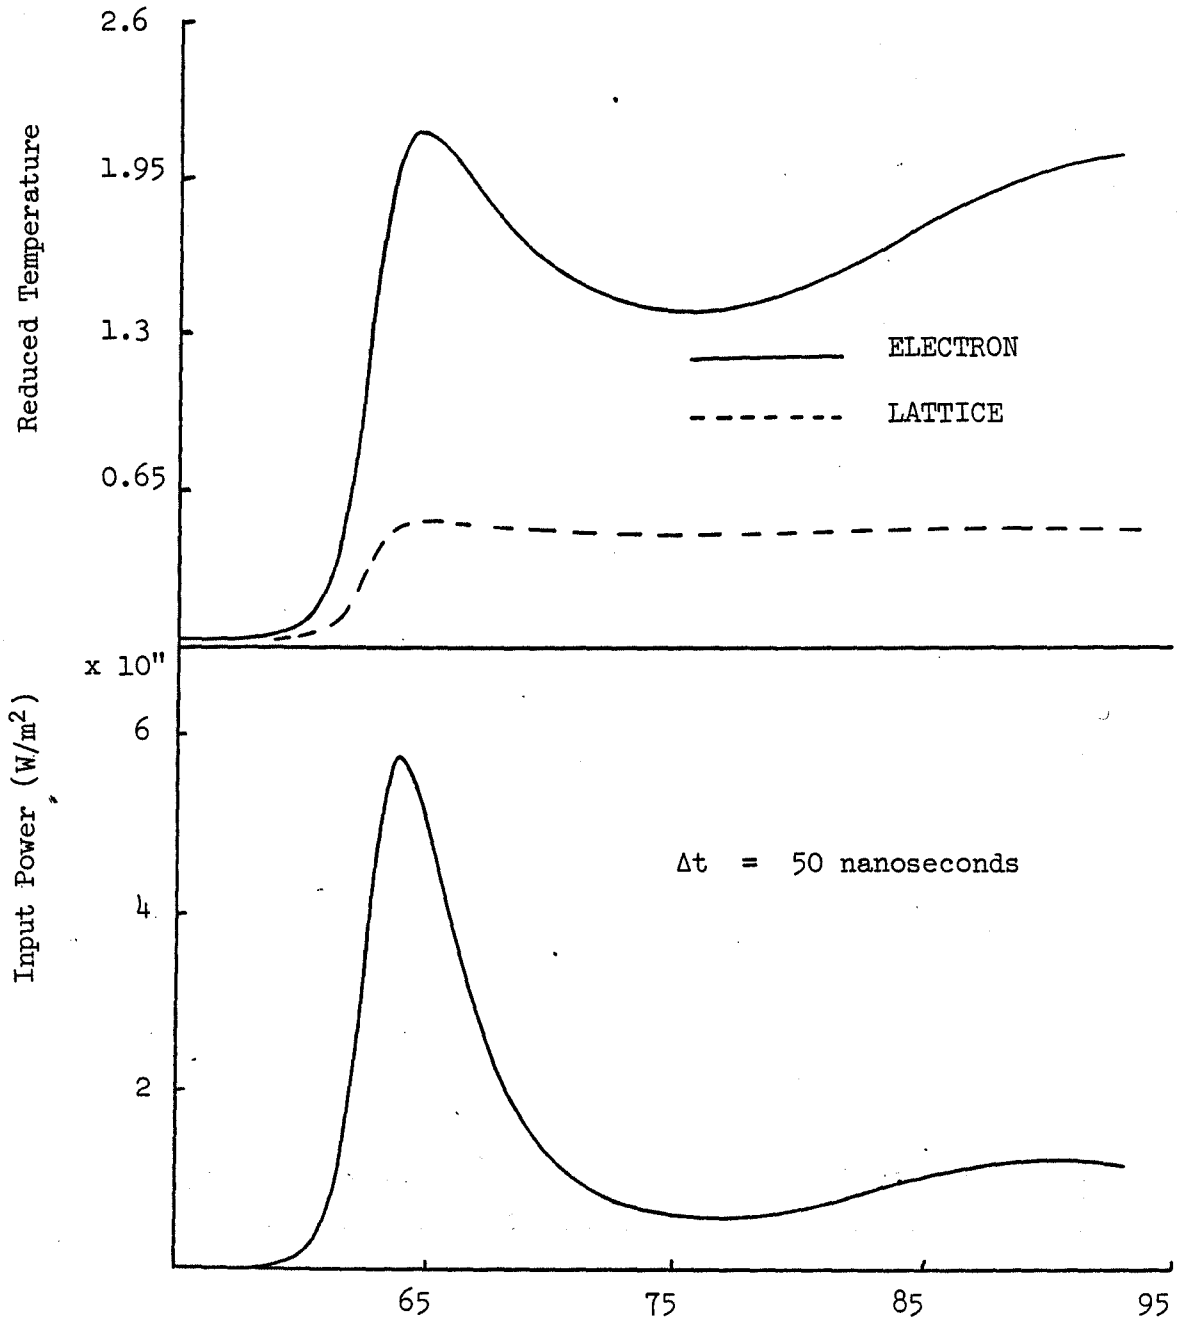 2.6
1.95
1.3
0.65
Reduced Temperature
ELECTRON
LATTICE
x 10"
6
4
2
Input Power (W/m²)
Δt = 50 nanoseconds
65 75 85 95